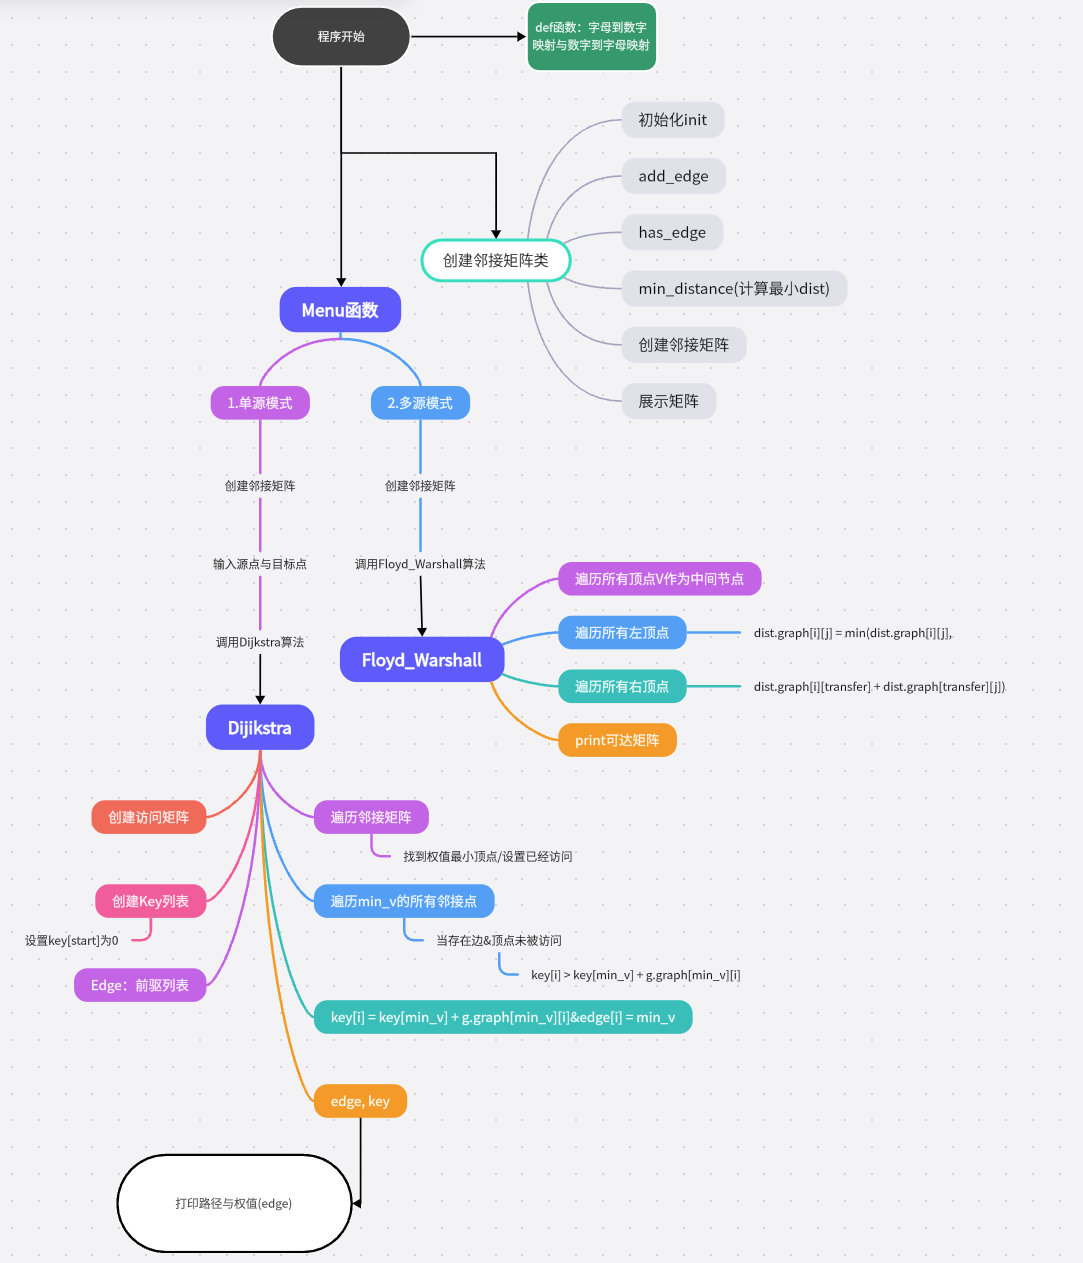 程序开始
def函数：字母到数字
映射与数字到字母映射
初始化init
add_edge
has_edge
创建邻接矩阵类
min_distance(计算最小dist)
创建邻接矩阵
展示矩阵
Menu函数
1.单源模式
2.多源模式
创建邻接矩阵
创建邻接矩阵
输入源点与目标点
调用Floyd_Warshall算法
调用Dijkstra算法
遍历所有顶点V作为中间节点
遍历所有左顶点
dist.graph[i][j] = min(dist.graph[i][j],
Floyd_Warshall
遍历所有右顶点
dist.graph[i][transfer] + dist.graph[transfer][j])
print可达矩阵
Dijikstra
创建访问矩阵
遍历邻接矩阵
找到权值最小顶点/设置已经访问
创建Key列表
遍历min_v的所有邻接点
设置key[start]为0
当存在边&顶点未被访问
key[i] > key[min_v] + g.graph[min_v][i]
Edge：前驱列表
key[i] = key[min_v] + g.graph[min_v][i]&edge[i] = min_v
edge, key
打印路径与权值(edge)